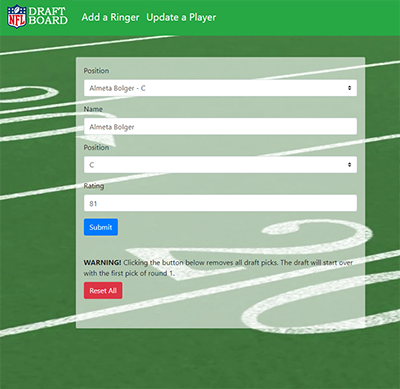 NFL DRAFT
BOARD
Add a Ringer Update a Player
Position
Almeta Bolger - C
Name
Almeta Bolger
Position
C
Rating
81
Submit
WARNING! Clicking the button below removes all draft picks. The draft will start over
with the first pick of round 1.
Reset All